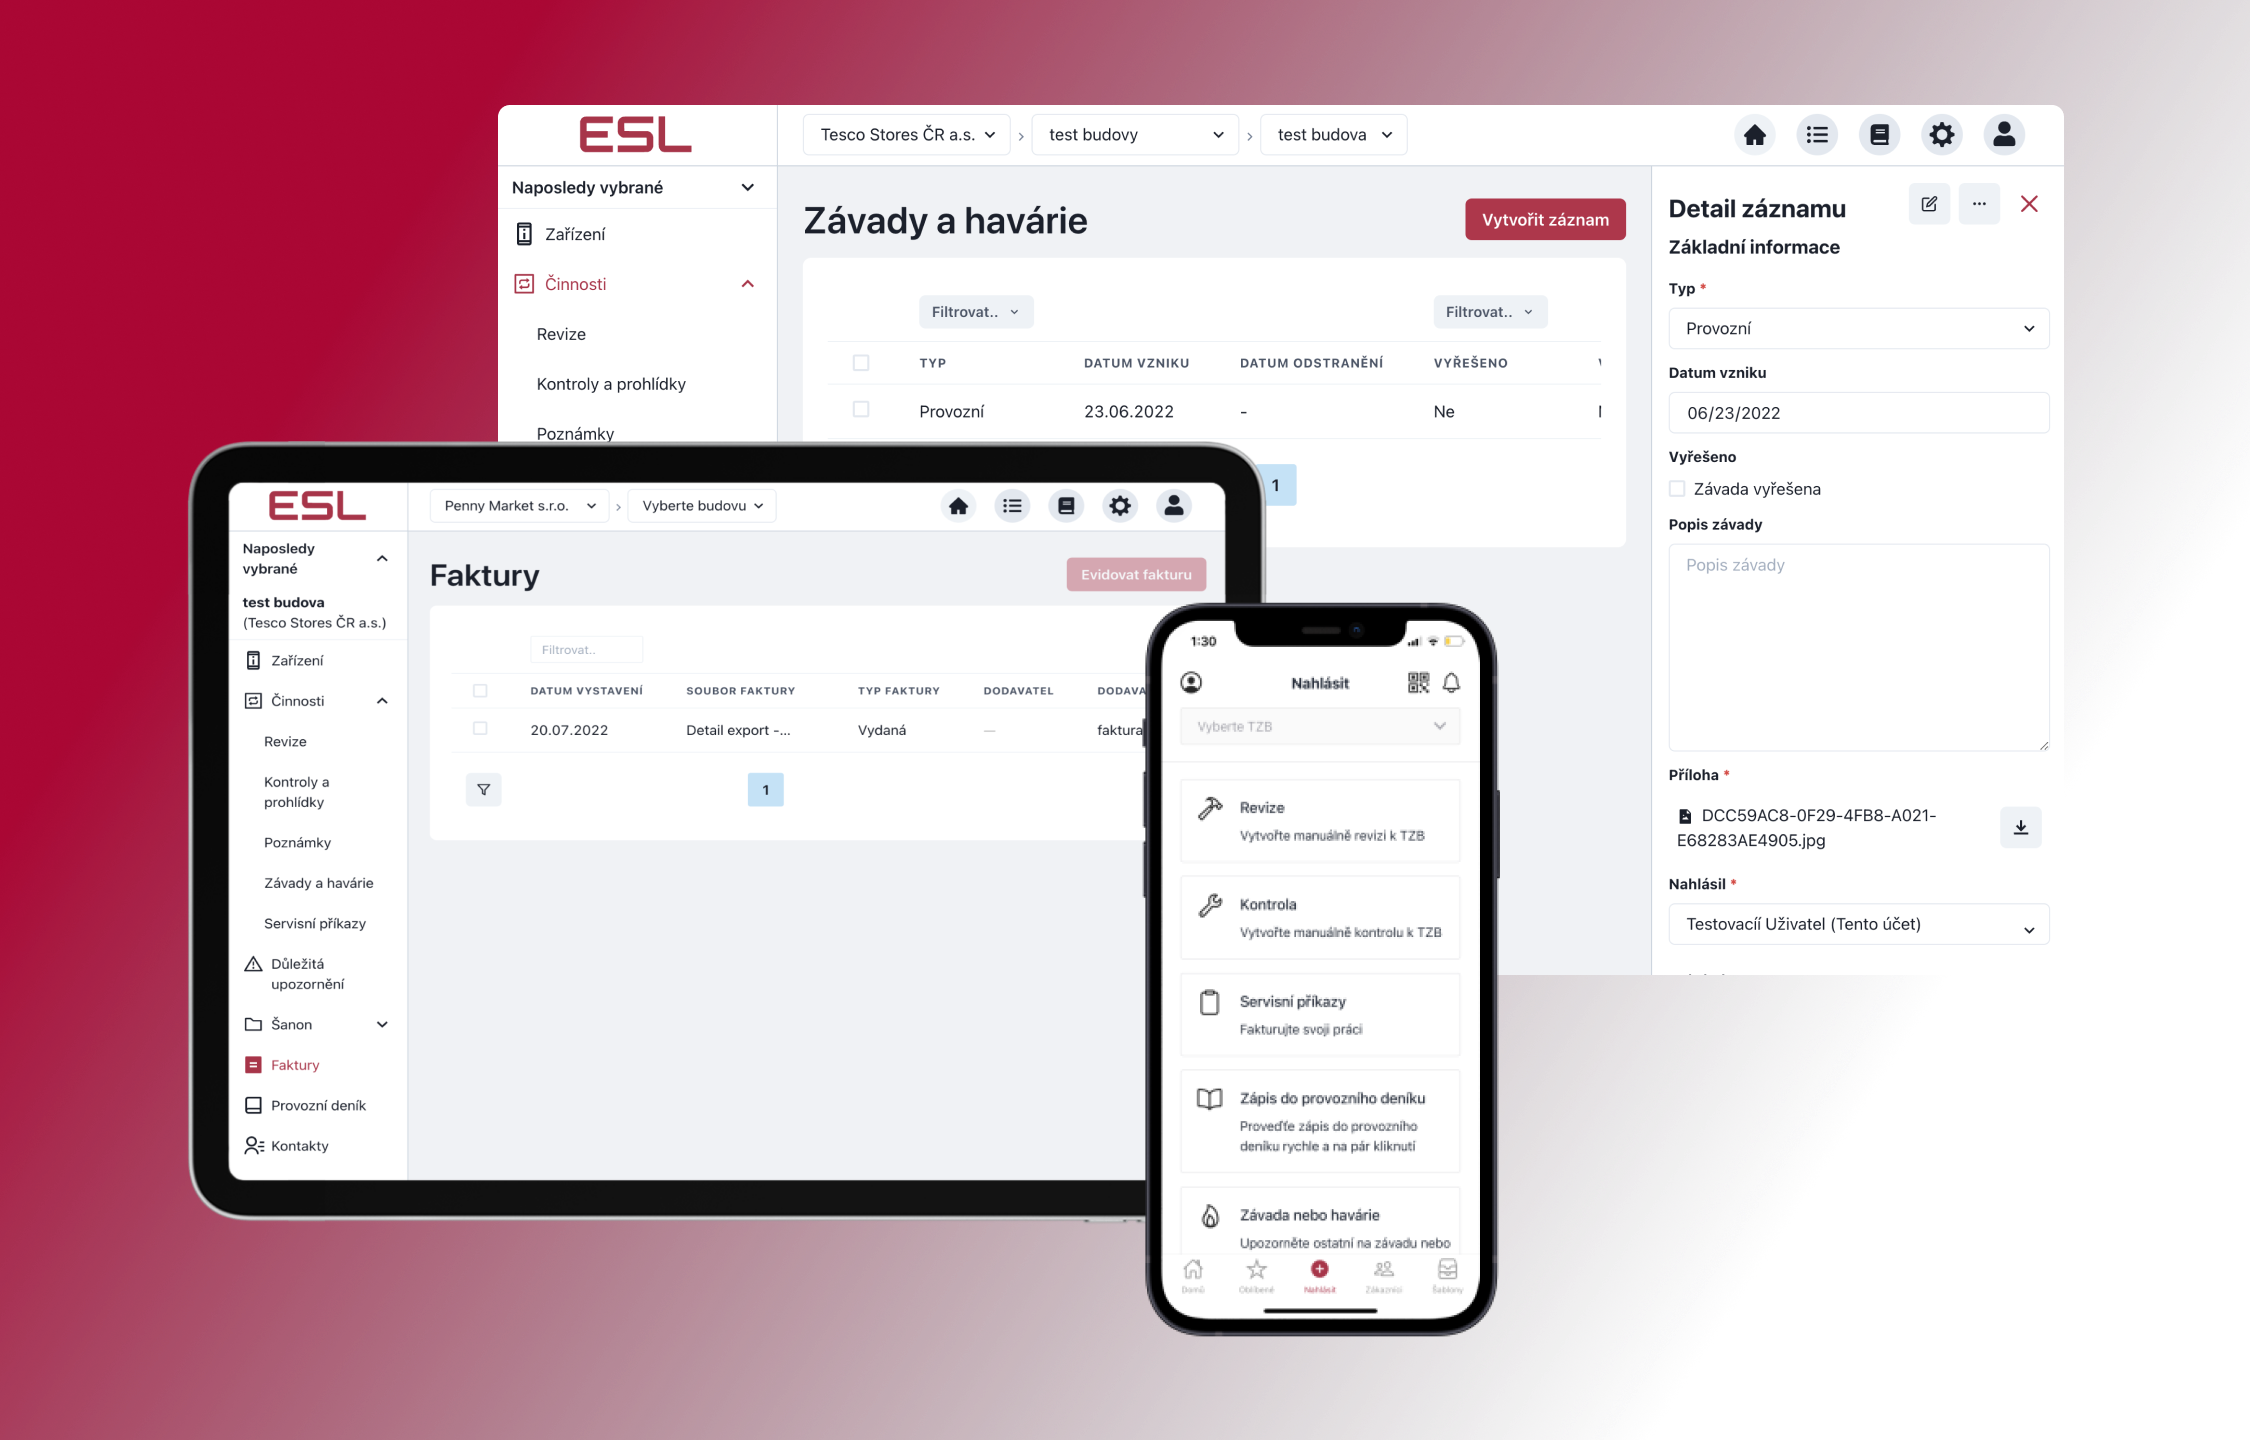 ESL
Tesco Stores ČR a.s.
test budovy
test budova
Naposledy vybrané
Zařízení
Činnosti
Revize
Kontroly a prohlídky
Poznámky
Závady a havárie
Vytvořit záznam
Filtrovat..
Filtrovat..
TYP DATUM VZNIKU DATUM ODSTRANĚNÍ VYŘEŠENO
Provozní 23.06.2022 - Ne
1
Detail záznamu
Základní informace
Typ *
Provozní
Datum vzniku
06/23/2022
Vyřešeno
Závada vyřešena
Popis závady
Popis závady
Příloha *
DCC59AC8-0F29-4FB8-A021-
E68283AE4905.jpg
Nahlásil *
Testovacíí Uživatel (Tento účet)
ESL
Penny Market s.r.o.
Vyberte budovu
Naposledy
vybrané
test budova
(Tesco Stores ČR a.s.)
Zařízení
Činnosti
Revize
Kontroly a
prohlídky
Poznámky
Závady a havárie
Servisní příkazy
Důležitá
upozornění
Šanon
Faktury
Provozní deník
Kontakty
Faktury
Evidovat fakturu
Filtrovat..
DATUM VYSTAVENÍ SOUBOR FAKTURY TYP FAKTURY DODAVATEL DODAVA
20.07.2022 Detail export -... Vydaná — faktura
1
1:30
Nahlásit
Vyberte TZB
Revize
Vytvořte manuálně revizi k TZB
Kontrola
Vytvořte manuálně kontrolu k TZB
Servisní příkazy
Fakturujte svoji práci
Zápis do provozního deníku
Proveďte zápis do provozního
deníku rychle a na pár kliknutí
Závada nebo havárie
Upozorněte ostatní na závadu nebo
Domů Oblíbené Nahlásit Zákazníci Šablony